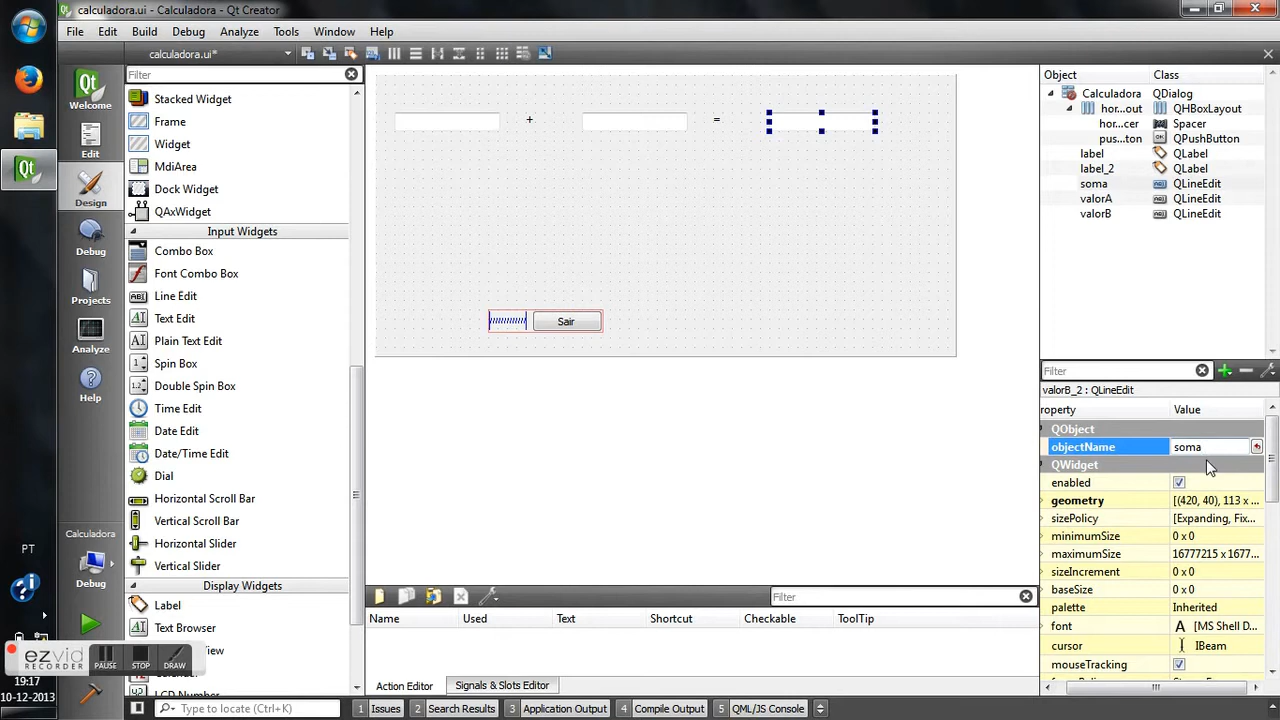 calculadora.ui - Calculadora - Qt Creator
File Edit Build Debug Analyze Tools Window Help
calculadora.ui*
Welcome
Edit
Design
Debug
Projects
Analyze
Help
Calculadora
Debug
Filter
Stacked Widget
Frame
Widget
MdiArea
Dock Widget
QAxWidget
Input Widgets
Combo Box
Font Combo Box
Line Edit
Text Edit
Plain Text Edit
Spin Box
Double Spin Box
Time Edit
Date Edit
Date/Time Edit
Dial
Horizontal Scroll Bar
Vertical Scroll Bar
Horizontal Slider
Vertical Slider
Display Widgets
Label
Text Browser
+ =
Sair
Object Class
Calculadora QDialog
hor...out QHBoxLayout
hor...cer Spacer
pus...ton QPushButton
label QLabel
label_2 QLabel
soma QLineEdit
valorA QLineEdit
valorB QLineEdit
Filter
valorB_2 : QLineEdit
roperty Value
QObject
objectName soma
QWidget
enabled
geometry [(420, 40), 113 x ...
sizePolicy [Expanding, Fix...
minimumSize 0 x 0
maximumSize 16777215 x 1677...
sizeIncrement 0 x 0
baseSize 0 x 0
palette Inherited
font A [MS Shell D...
cursor IBeam
mouseTracking
Filter
Name Used Text Shortcut Checkable ToolTip
Action Editor Signals & Slots Editor
PT
ezvid
RECORDER
PAUSE STOP DRAW
19:17
10-12-2013
Type to locate (Ctrl...)
1 Issues 2 Search Results 3 Application Output 4 Compile Output 5 QML/JS Console